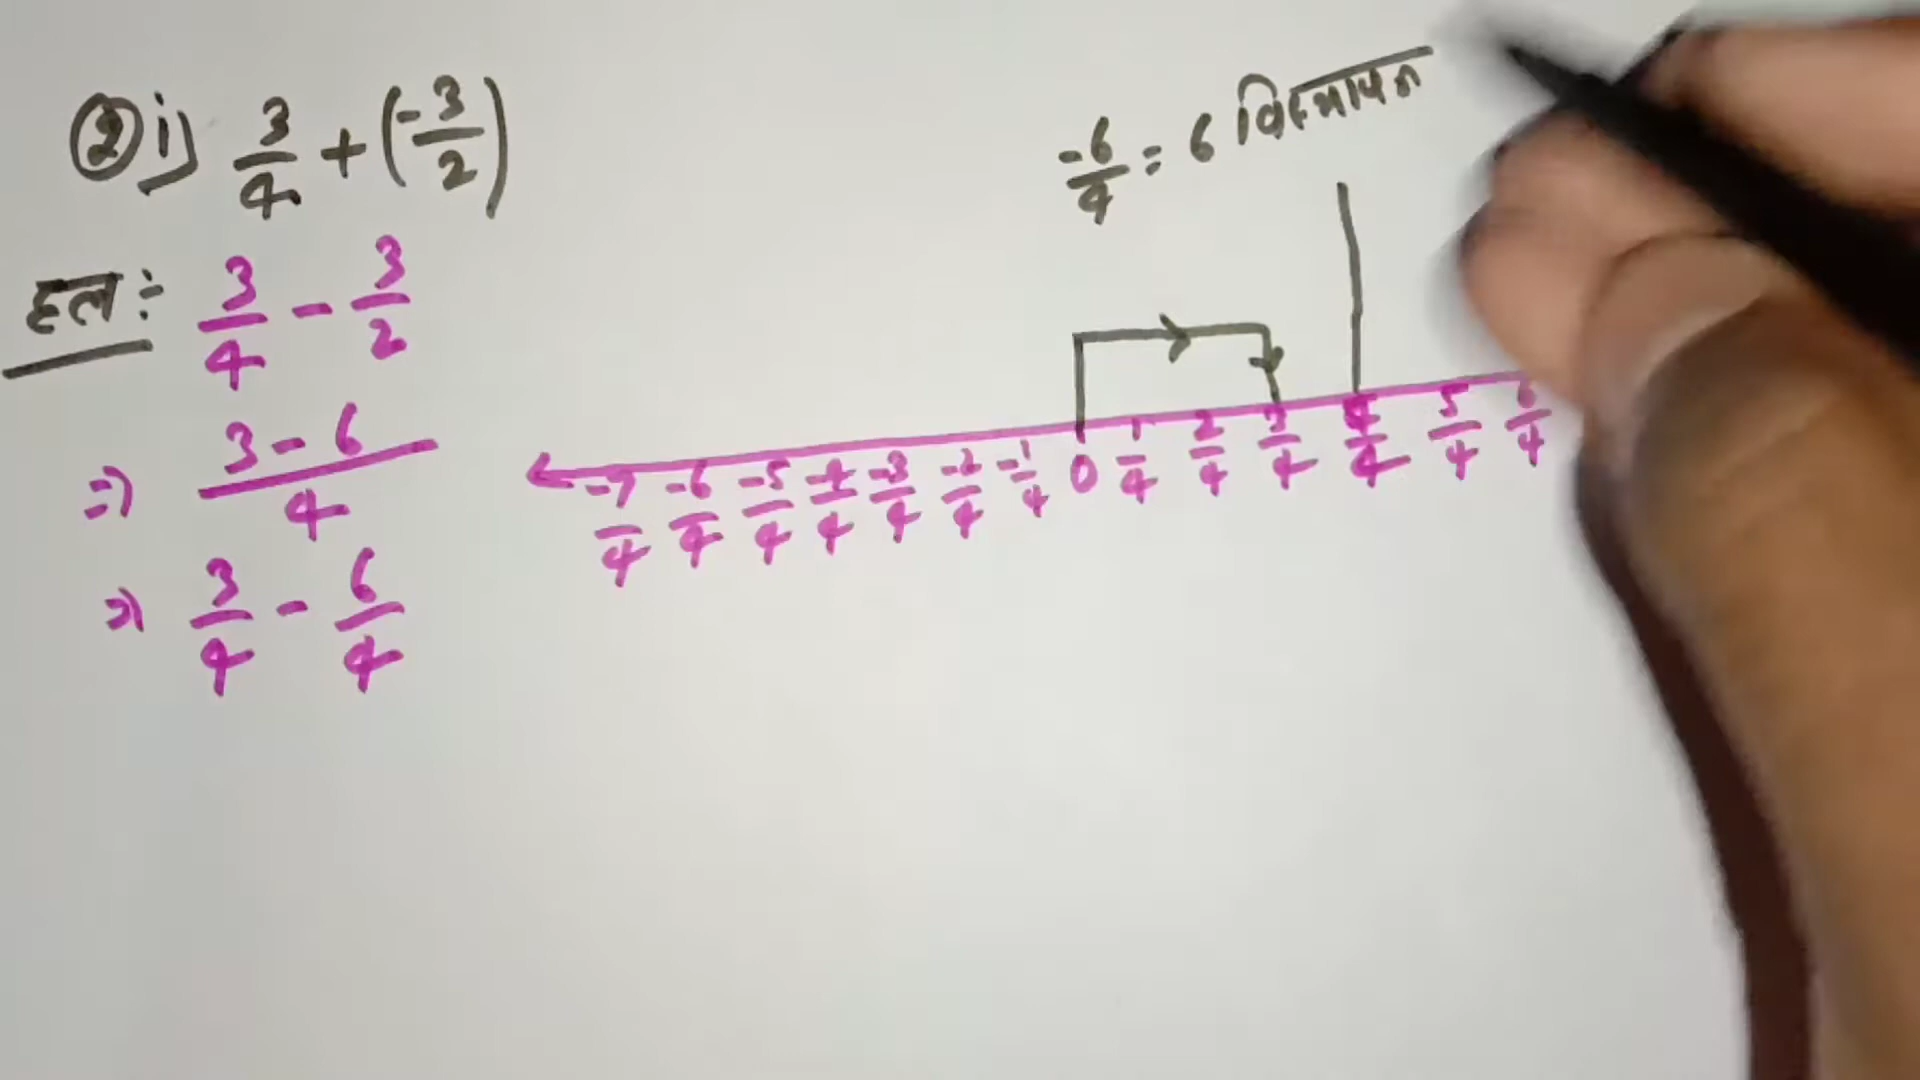 ② i) 3/4 + (-3/2)
हल ÷ 3/4 - 3/2
⇒ 3 - 6/4
⇒ 3/4 - 6/4
-6/4 = 6 विस्थापन
-7/4 -6/4 -5/4 -4/4 -3/4 -2/4 -1/4 0 1/4 2/4 3/4 4/4 5/4 6/4